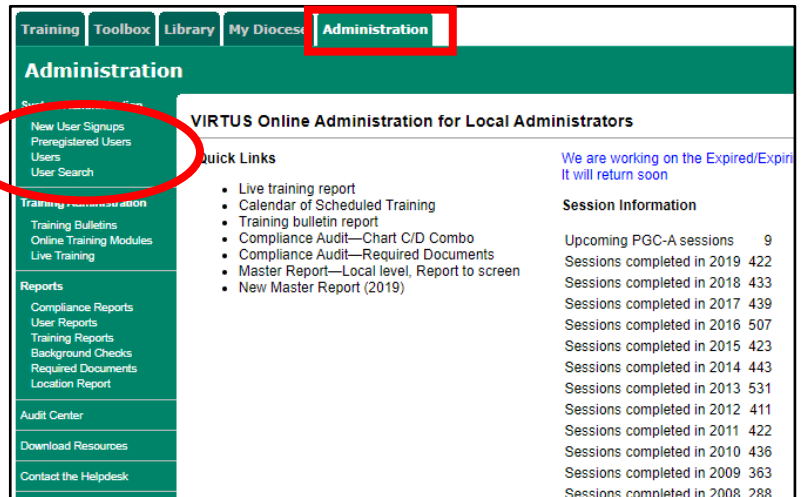 Training Toolbox Library My Diocese Administration
Administration
New User Signups
Preregistered Users
Users
User Search
Training Administration
Training Bulletins
Online Training Modules
Live Training
Reports
Compliance Reports
User Reports
Training Reports
Background Checks
Required Documents
Location Report
Audit Center
Download Resources
Contact the Helpdesk
VIRTUS Online Administration for Local Administrators
Quick Links
• Live training report
• Calendar of Scheduled Training
• Training bulletin report
• Compliance Audit—Chart C/D Combo
• Compliance Audit—Required Documents
• Master Report—Local level, Report to screen
• New Master Report (2019)
We are working on the Expired/Expiri
It will return soon
Session Information
Upcoming PGC-A sessions 9
Sessions completed in 2019 422
Sessions completed in 2018 433
Sessions completed in 2017 439
Sessions completed in 2016 507
Sessions completed in 2015 423
Sessions completed in 2014 443
Sessions completed in 2013 531
Sessions completed in 2012 411
Sessions completed in 2011 422
Sessions completed in 2010 436
Sessions completed in 2009 363
Sessions completed in 2008 288